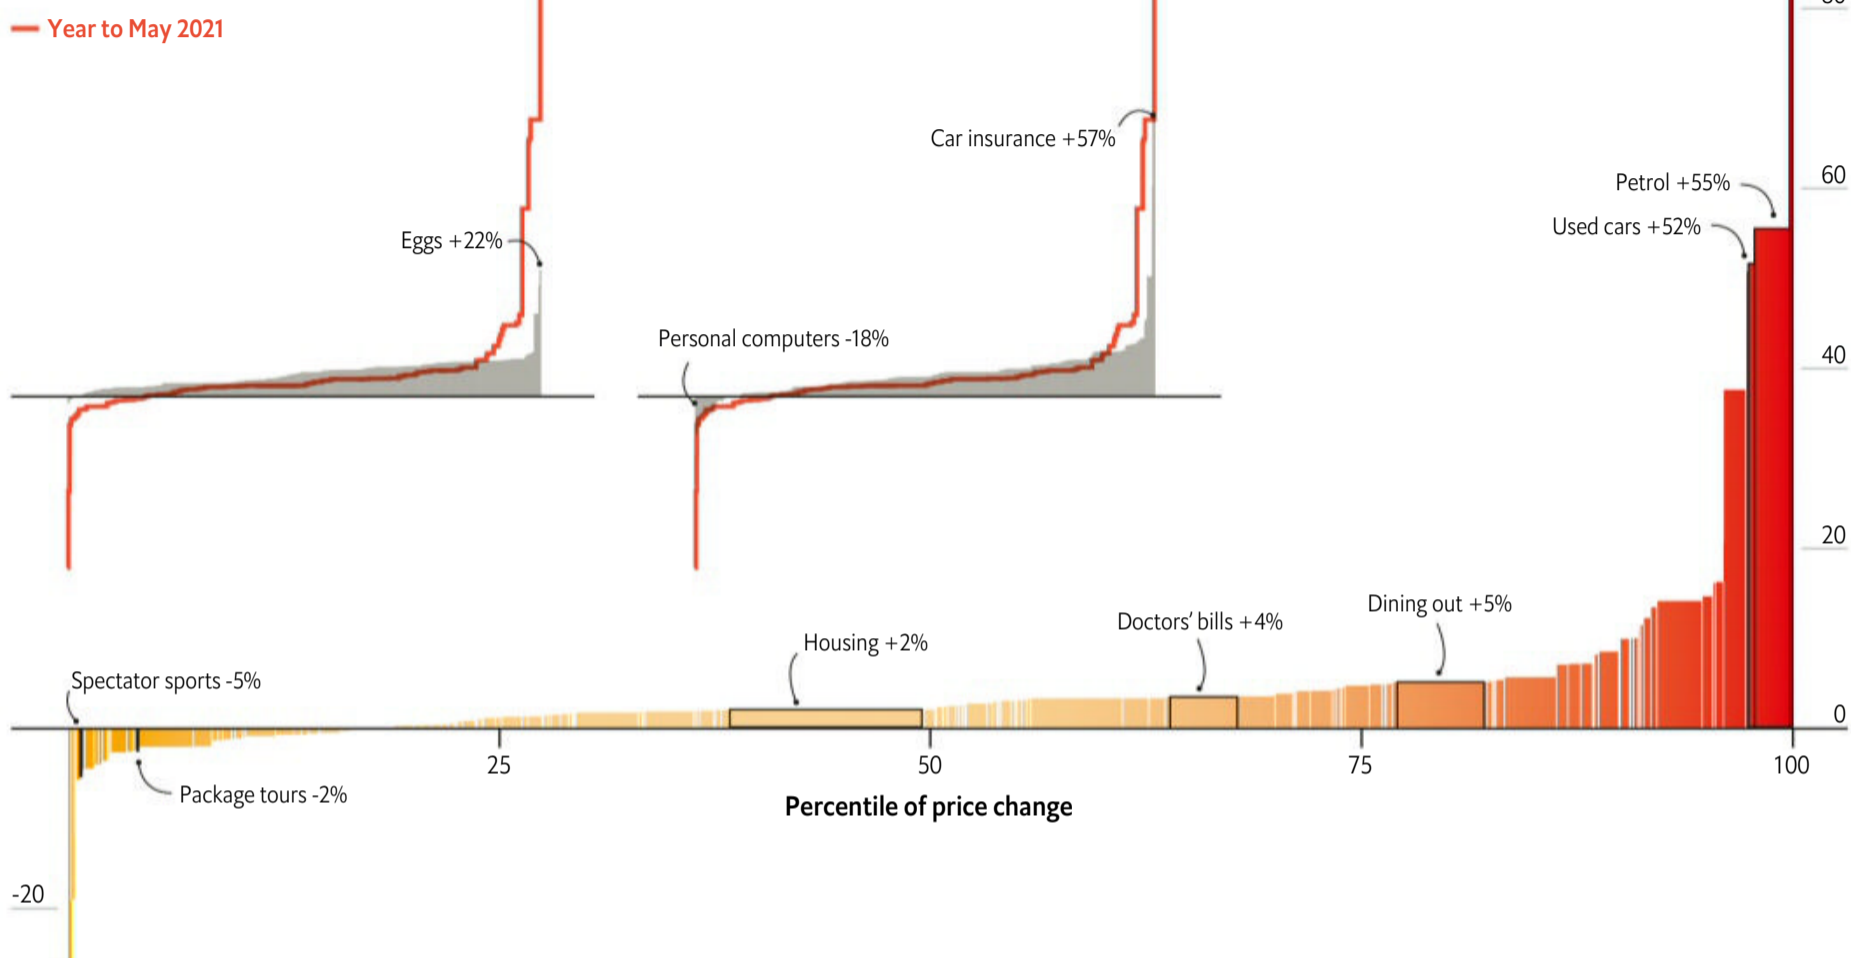 Year to May 2021
Car insurance +57%
Petrol +55%
60
Used cars +52%
Eggs +22%
Personal computers -18%
40
20
Dining out +5%
Doctors’ bills +4%
Housing +2%
Spectator sports -5%
0
25
50
75
100
Package tours -2%
Percentile of price change
-20